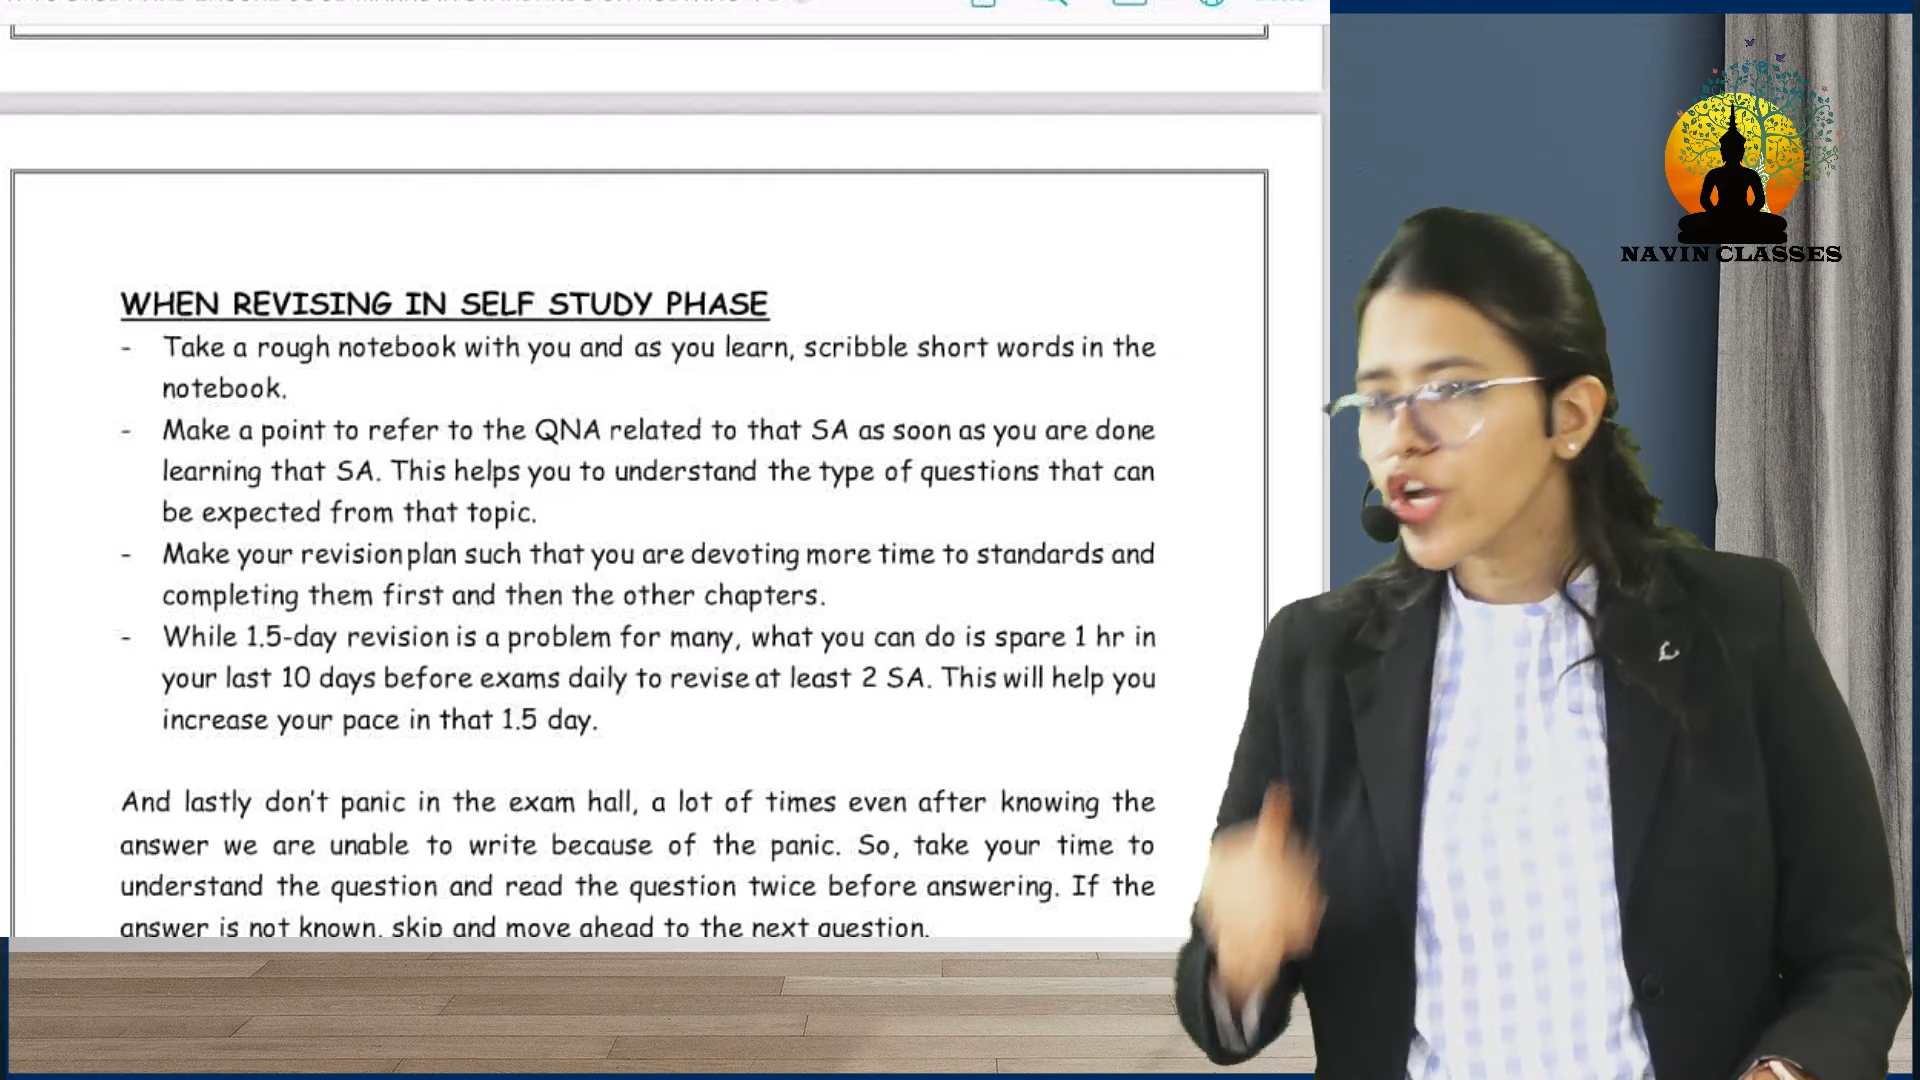 NAVIN CLASSES
WHEN REVISING IN SELF STUDY PHASE
- Take a rough notebook with you and as you learn, scribble short words in the
notebook.
- Make a point to refer to the QNA related to that SA as soon as you are done
learning that SA. This helps you to understand the type of questions that can
be expected from that topic.
- Make your revision plan such that you are devoting more time to standards and
completing them first and then the other chapters.
- While 1.5-day revision is a problem for many, what you can do is spare 1 hr in
your last 10 days before exams daily to revise at least 2 SA. This will help you
increase your pace in that 1.5 day.
And lastly don't panic in the exam hall, a lot of times even after knowing the
answer we are unable to write because of the panic. So, take your time to
understand the question and read the question twice before answering. If the
answer is not known, skip and move ahead to the next question.